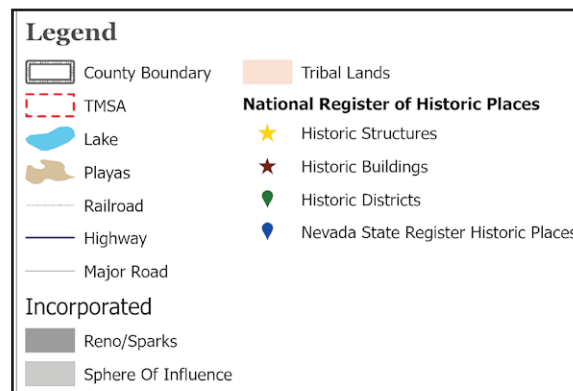 Legend
County Boundary
TMSA
Lake
Playas
Railroad
Highway
Major Road
Incorporated
Reno/Sparks
Sphere Of Influence
Tribal Lands
National Register of Historic Places
Historic Structures
Historic Buildings
Historic Districts
Nevada State Register Historic Places